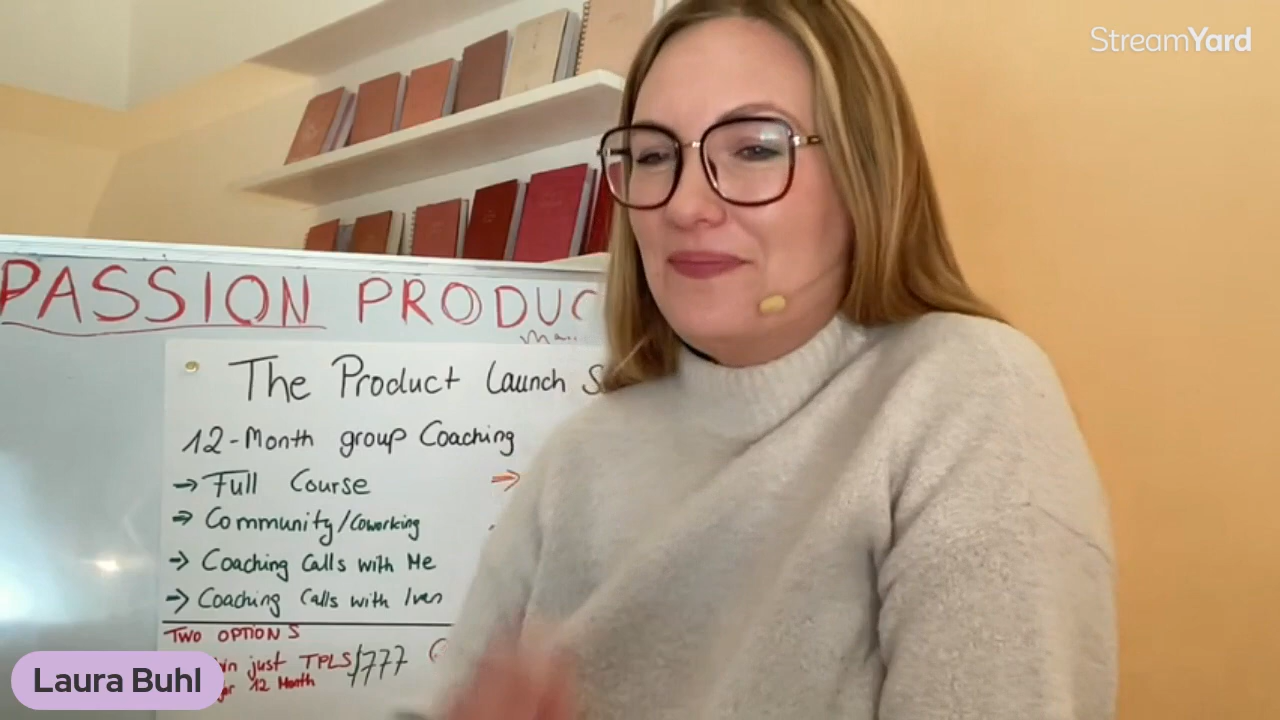 StreamYard
PASSION PRODUC
The Product Launch S
12-Month group Coaching
→ Full Course
→ Community/Coworking
→ Coaching Calls with Me
→ Coaching Calls with Iven
TWO OPTIONS
just TPLS $777
12 Month
Laura Buhl